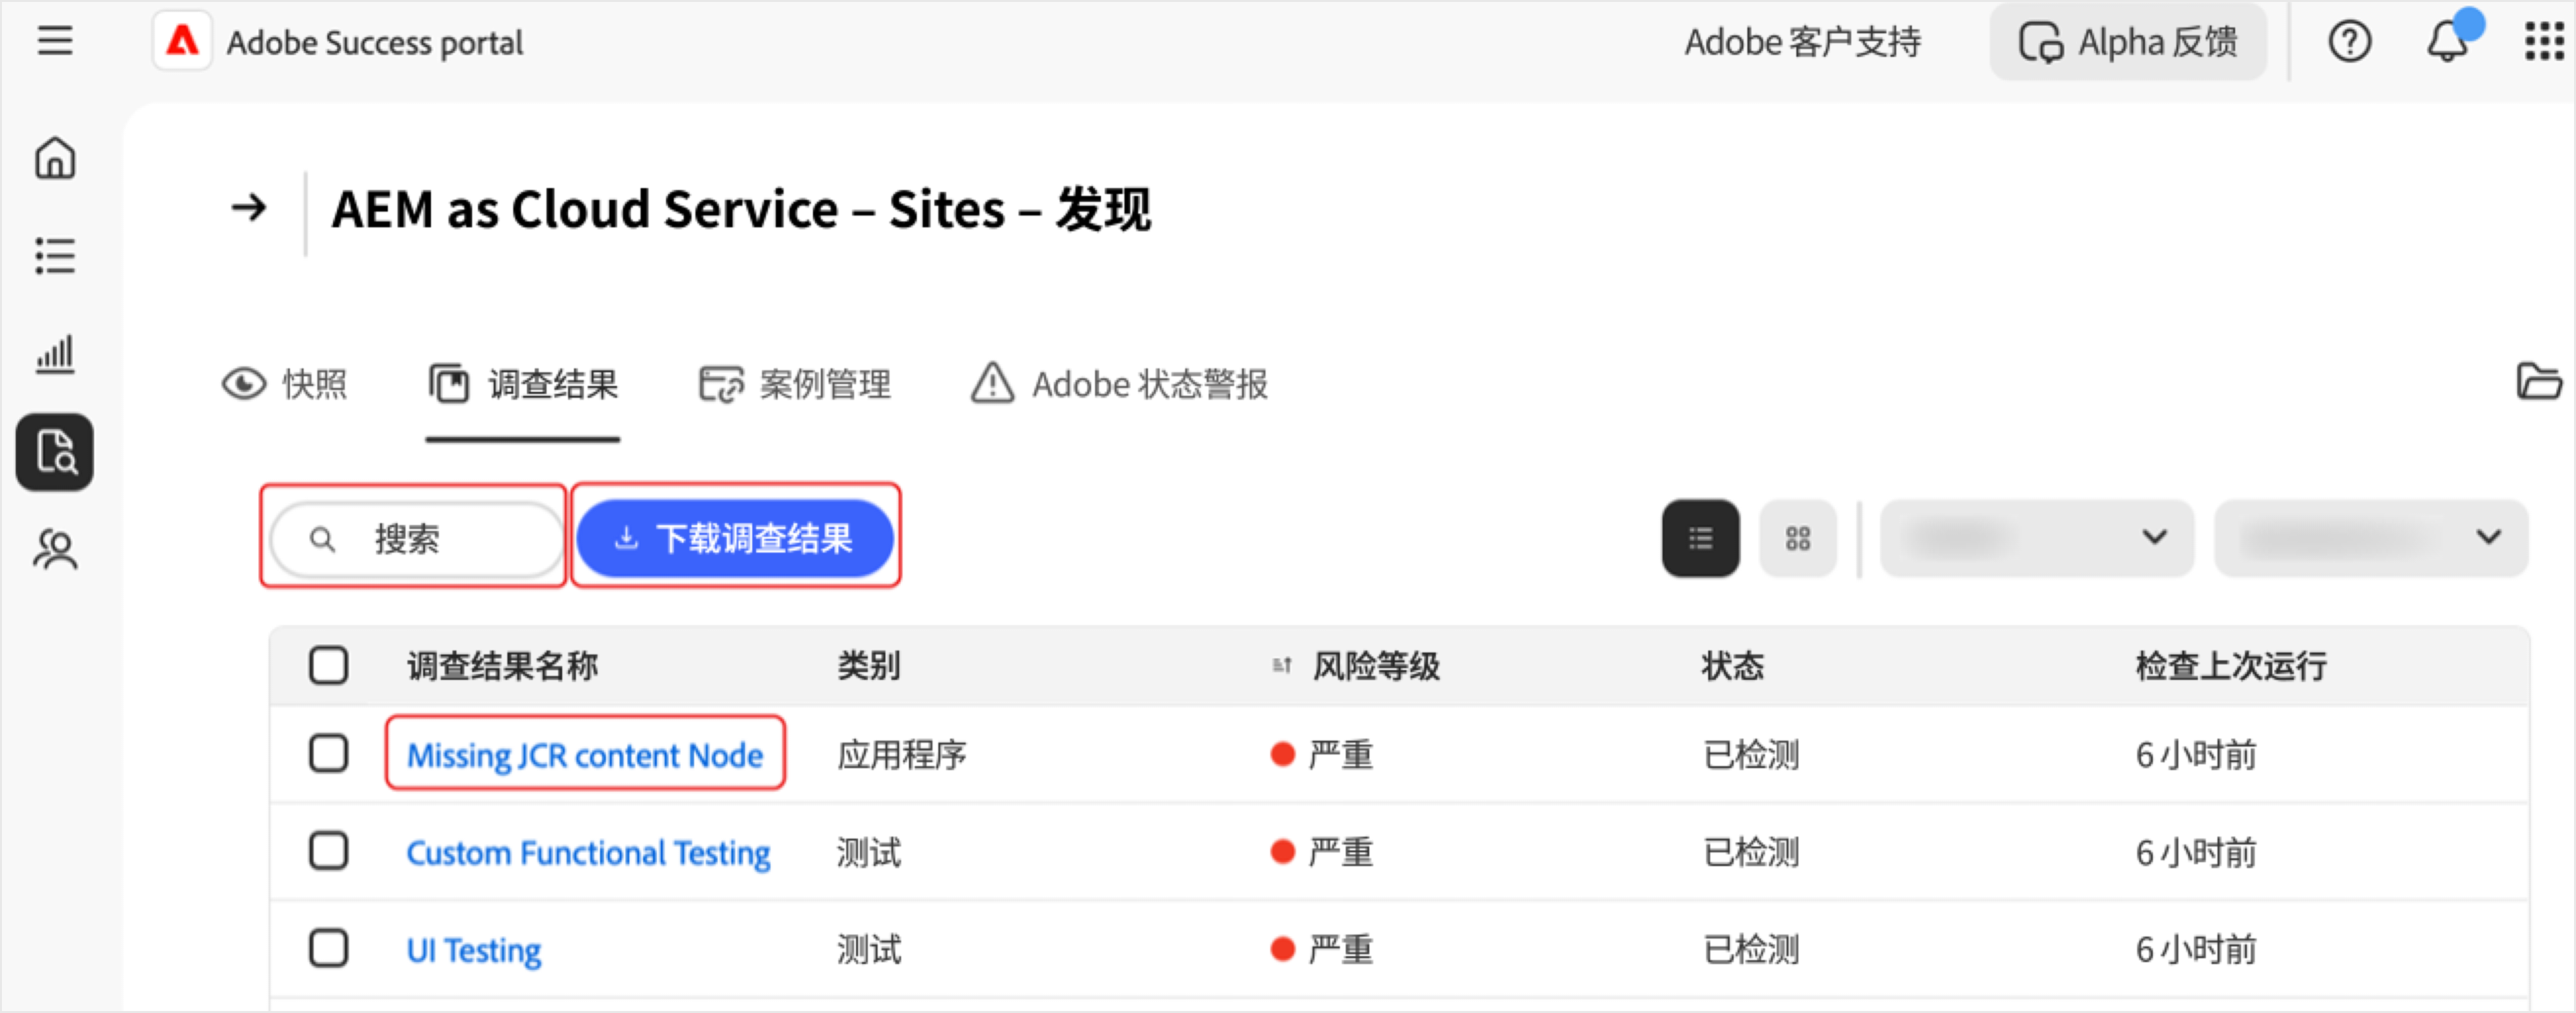 Adobe Success portal
Adobe 客户支持
Alpha 反馈
AEM as Cloud Service – Sites – 发现
快照
调查结果
案例管理
Adobe 状态警报
搜索
下载调查结果
调查结果名称 类别 风险等级 状态 检查上次运行
Missing JCR content Node 应用程序 严重 已检测 6 小时前
Custom Functional Testing 测试 严重 已检测 6 小时前
UI Testing 测试 严重 已检测 6 小时前